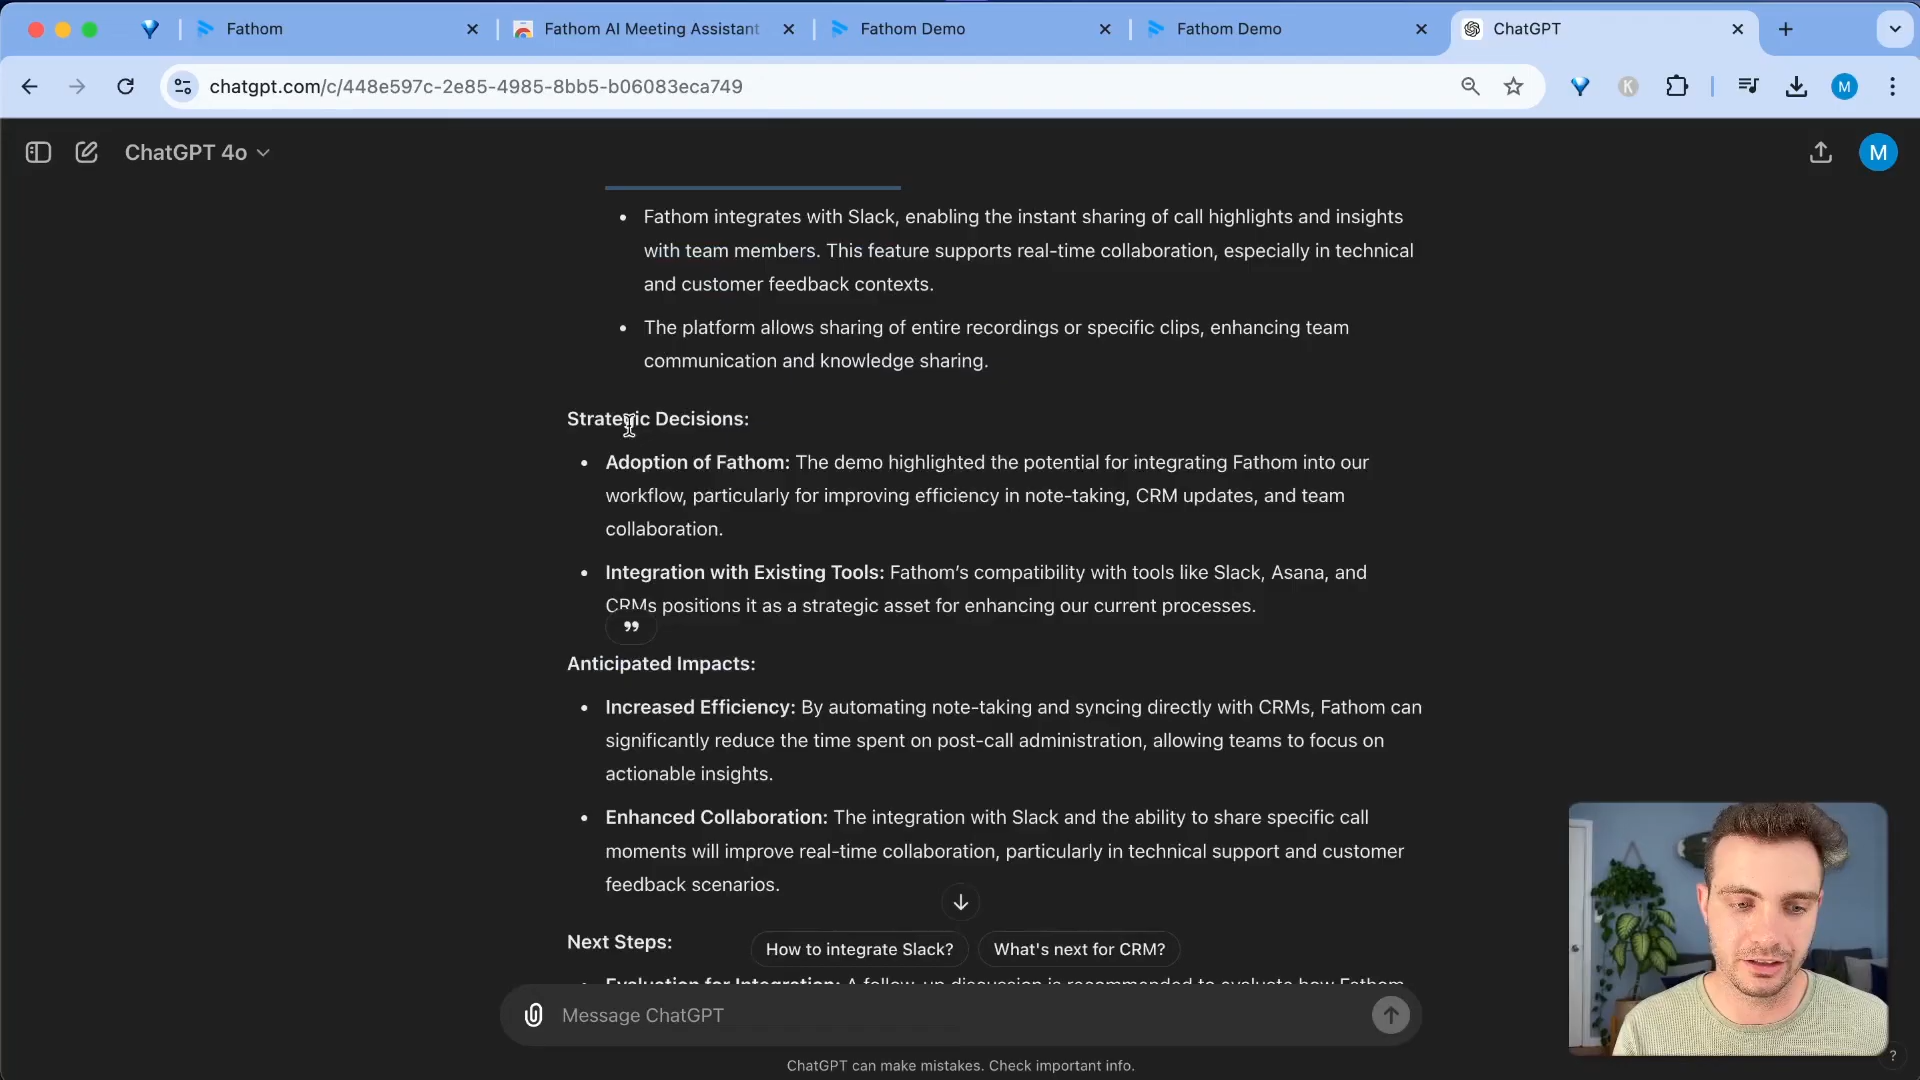 Fathom
Fathom AI Meeting Assistant
Fathom Demo
Fathom Demo
ChatGPT
chatgpt.com/c/448e597c-2e85-4985-8bb5-b06083eca749
K
M
ChatGPT 4o
M
• Fathom integrates with Slack, enabling the instant sharing of call highlights and insights
with team members. This feature supports real-time collaboration, especially in technical
and customer feedback contexts.
• The platform allows sharing of entire recordings or specific clips, enhancing team
communication and knowledge sharing.
Strategic Decisions:
• Adoption of Fathom: The demo highlighted the potential for integrating Fathom into our
workflow, particularly for improving efficiency in note-taking, CRM updates, and team
collaboration.
• Integration with Existing Tools: Fathom’s compatibility with tools like Slack, Asana, and
CRMs positions it as a strategic asset for enhancing our current processes.
Anticipated Impacts:
• Increased Efficiency: By automating note-taking and syncing directly with CRMs, Fathom can
significantly reduce the time spent on post-call administration, allowing teams to focus on
actionable insights.
• Enhanced Collaboration: The integration with Slack and the ability to share specific call
moments will improve real-time collaboration, particularly in technical support and customer
feedback scenarios.
Next Steps:
How to integrate Slack?
What's next for CRM?
• Evaluation for Integration: A follow-up discussion is recommended to evaluate how Fathom
Message ChatGPT
ChatGPT can make mistakes. Check important info.
?